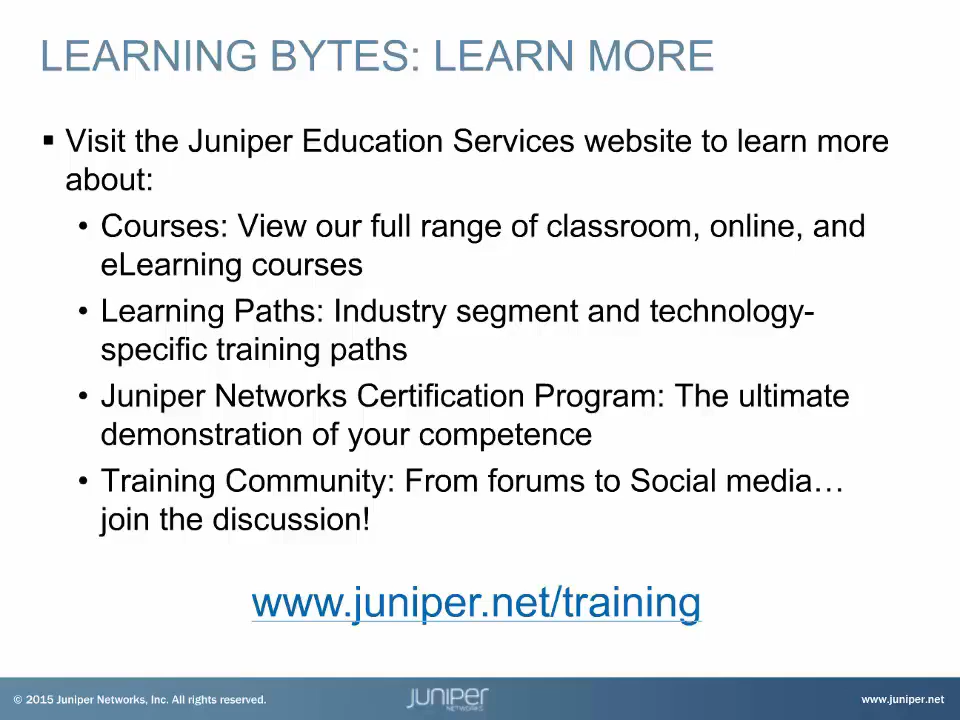 LEARNING BYTES: LEARN MORE
▪ Visit the Juniper Education Services website to learn more
about:
• Courses: View our full range of classroom, online, and
eLearning courses
• Learning Paths: Industry segment and technology-
specific training paths
• Juniper Networks Certification Program: The ultimate
demonstration of your competence
• Training Community: From forums to Social media…
join the discussion!
www.juniper.net/training
© 2015 Juniper Networks, Inc. All rights reserved.
JUNIPER
NETWORKS
www.juniper.net